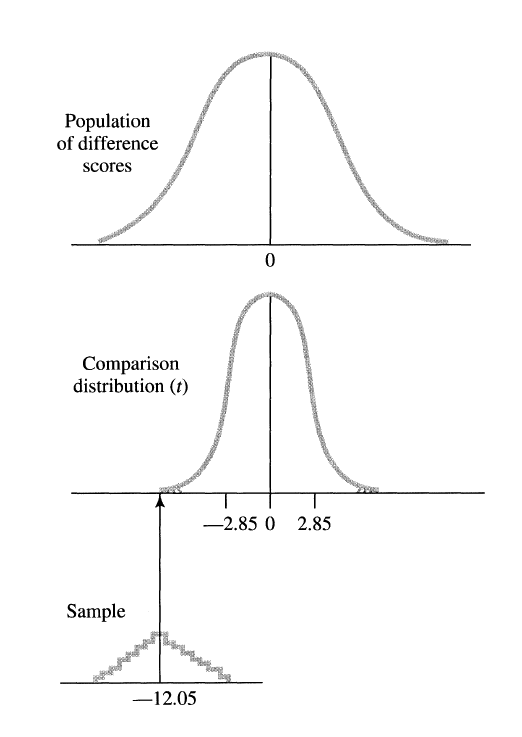 Population
of difference
scores
0
Comparison
distribution (t)
—2.85 0 2.85
Sample
—12.05